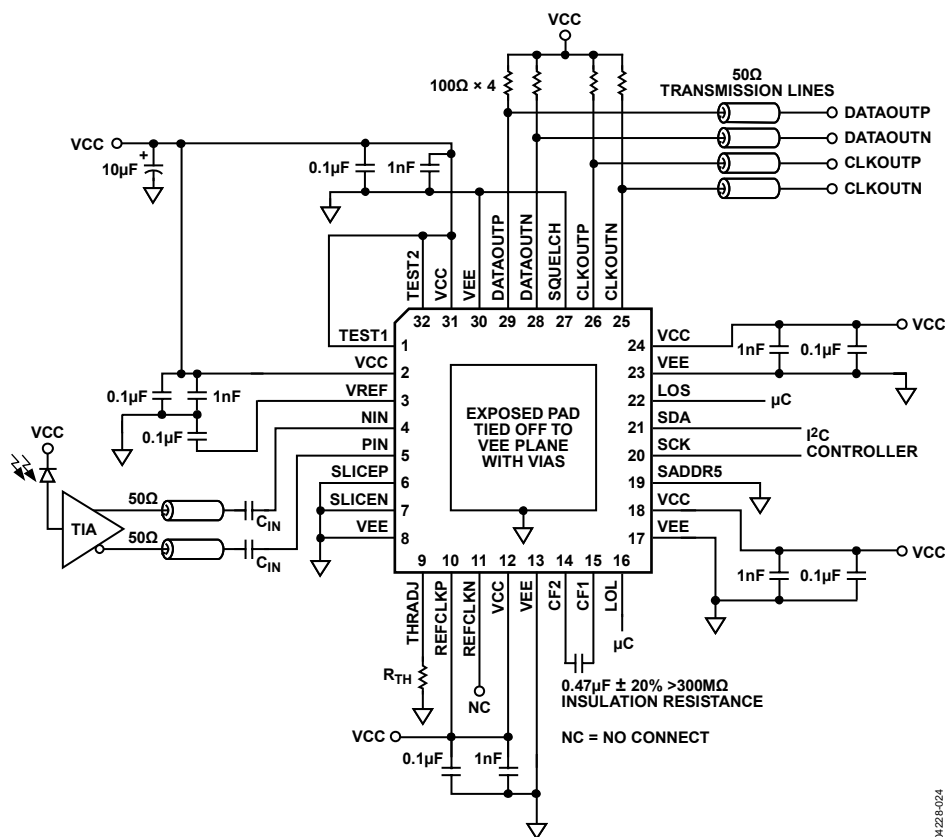 VCC
100Ω × 4
50Ω
TRANSMISSION LINES
DATAOUTP
DATAOUTN
CLKOUTP
CLKOUTN
VCC
+
10µF
0.1µF
1nF
TEST2
VCC
VEE
DATAOUTP
DATAOUTN
SQUELCH
CLKOUTP
CLKOUTN
32
31
30
29
28
27
26
25
TEST1
1
VCC
2
VREF
3
NIN
4
PIN
5
SLICEP
6
SLICEN
7
VEE
8
0.1µF
1nF
0.1µF
VCC
TIA
50Ω
CIN
50Ω
CIN
EXPOSED PAD
TIED OFF TO
VEE PLANE
WITH VIAS
24
VCC
23
VEE
22
LOS
µC
21
SDA
20
SCK
I2C
CONTROLLER
19
SADDR5
18
VCC
17
VEE
1nF
0.1µF
VCC
1nF
0.1µF
VCC
9
10
11
12
13
14
15
16
THRADJ
REFCLKP
REFCLKN
VCC
VEE
CF2
CF1
LOL
µC
RTH
NC
0.47µF ± 20% >300MΩ
INSULATION RESISTANCE
NC = NO CONNECT
VCC
0.1µF
1nF
04228-024